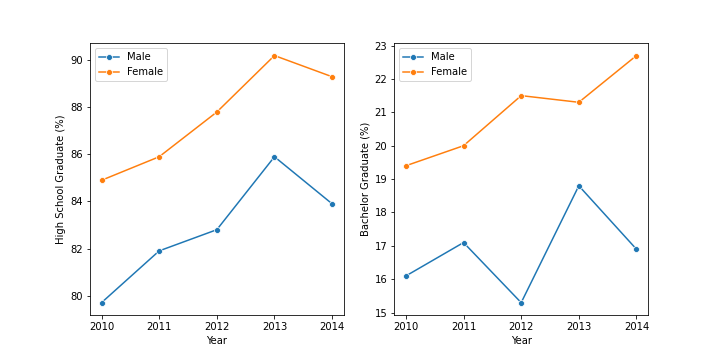 Male
Female
90
88
86
84
82
80
High School Graduate (%)
2010 2011 2012 2013 2014
Year
Male
Female
23
22
21
20
19
18
17
16
15
Bachelor Graduate (%)
2010 2011 2012 2013 2014
Year